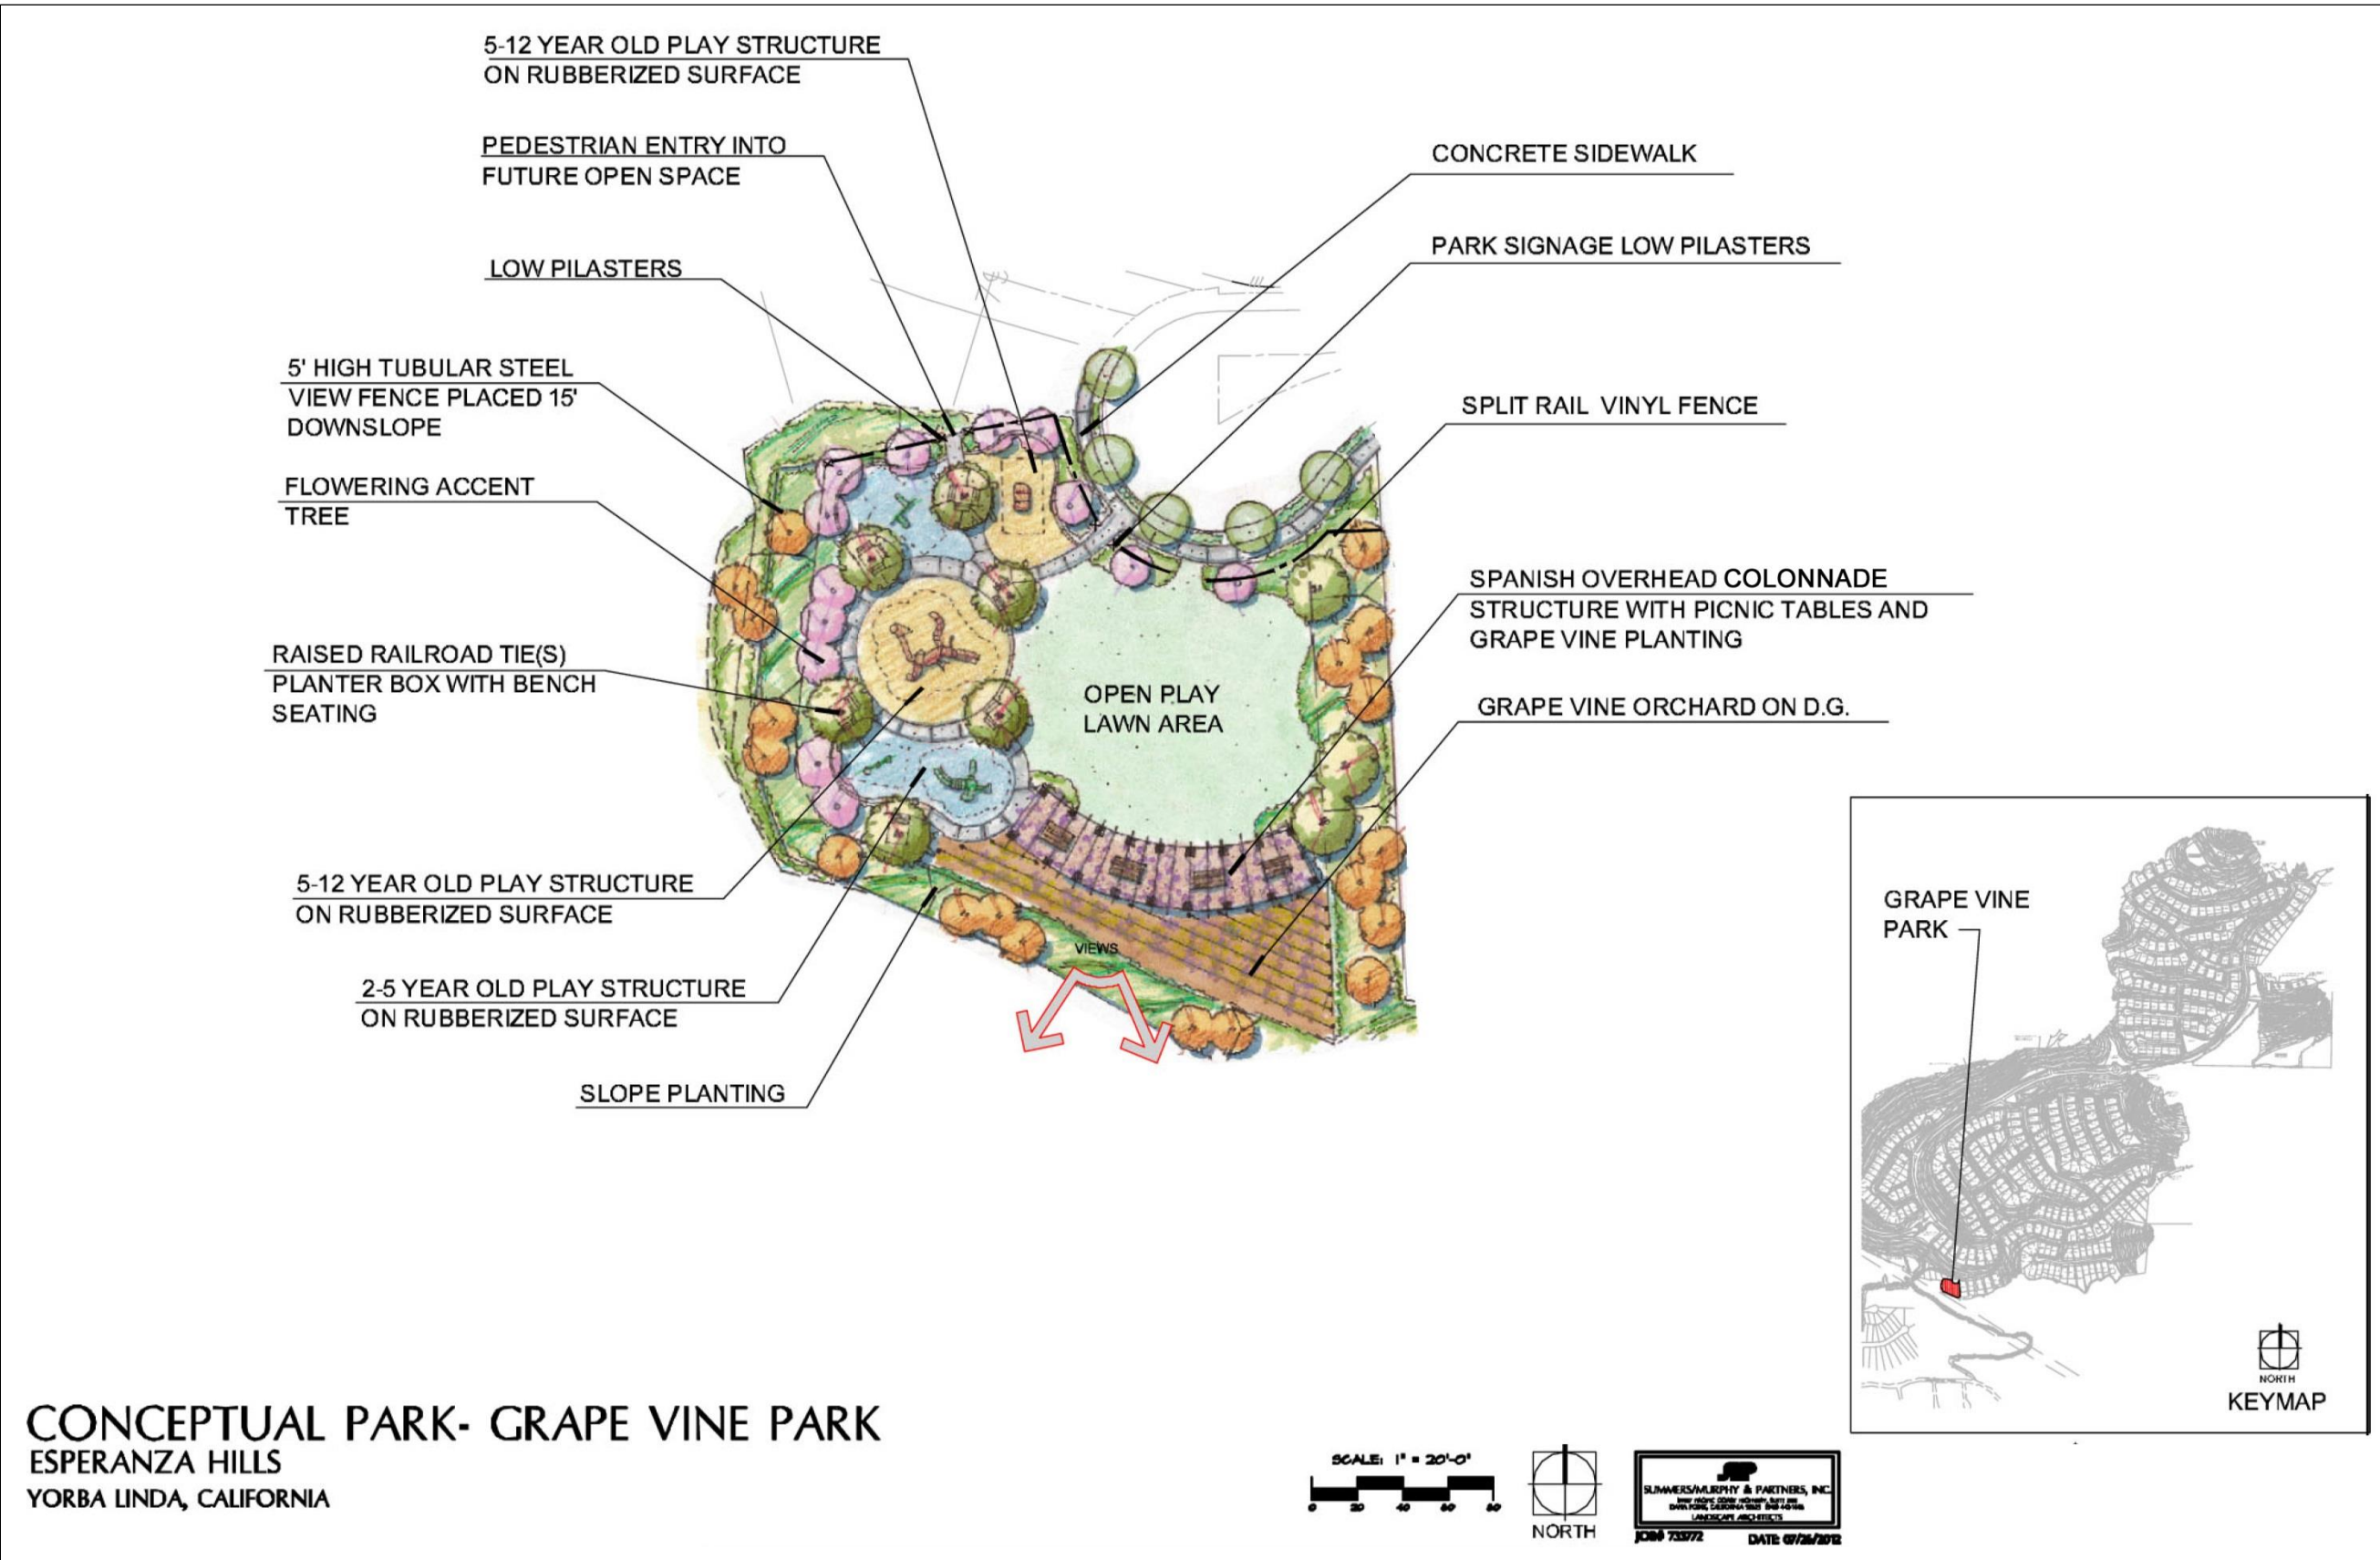 5-12 YEAR OLD PLAY STRUCTURE
ON RUBBERIZED SURFACE
PEDESTRIAN ENTRY INTO
FUTURE OPEN SPACE
LOW PILASTERS
5' HIGH TUBULAR STEEL
VIEW FENCE PLACED 15'
DOWNSLOPE
FLOWERING ACCENT
TREE
RAISED RAILROAD TIE(S)
PLANTER BOX WITH BENCH
SEATING
5-12 YEAR OLD PLAY STRUCTURE
ON RUBBERIZED SURFACE
2-5 YEAR OLD PLAY STRUCTURE
ON RUBBERIZED SURFACE
SLOPE PLANTING
CONCRETE SIDEWALK
PARK SIGNAGE LOW PILASTERS
SPLIT RAIL VINYL FENCE
SPANISH OVERHEAD COLONNADE
STRUCTURE WITH PICNIC TABLES AND
GRAPE VINE PLANTING
GRAPE VINE ORCHARD ON D.G.
OPEN PLAY
LAWN AREA
VIEWS
GRAPE VINE
PARK
NORTH
KEYMAP
CONCEPTUAL PARK- GRAPE VINE PARK
ESPERANZA HILLS
YORBA LINDA, CALIFORNIA
SCALE: 1" = 20'-0"
0 20 40 60 80
NORTH
SUMMERS/MURPHY & PARTNERS, INC.
LANDSCAPE ARCHITECTS
JOB# 733772
DATE: 07/26/2012